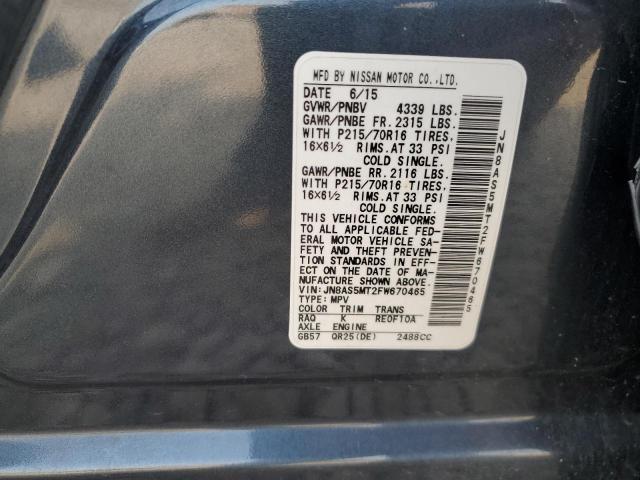 MFD BY NISSAN MOTOR CO.,LTD.
DATE 6/15
GVWR/PNBV 4339 LBS.
GAWR/PNBE FR. 2315 LBS.
WITH P215/70R16 TIRES,
16X6½ RIMS. AT 33 PSI
COLD SINGLE.
GAWR/PNBE RR. 2116 LBS.
WITH P215/70R16 TIRES,
16X6½ RIMS. AT 33 PSI
COLD SINGLE.
THIS VEHICLE CONFORMS
TO ALL APPLICABLE FED-
ERAL MOTOR VEHICLE SA-
FETY AND THEFT PREVEN-
TION STANDARDS IN EFF-
ECT ON THE DATE OF MA-
NUFACTURE SHOWN ABOVE.
VIN: JN8AS5MT2FW670465
TYPE: MPV
COLOR TRIM TRANS
RAQ K RE0F10A
AXLE ENGINE
GB57 QR25(DE) 2488CC
JN8AS5MT2FW670465